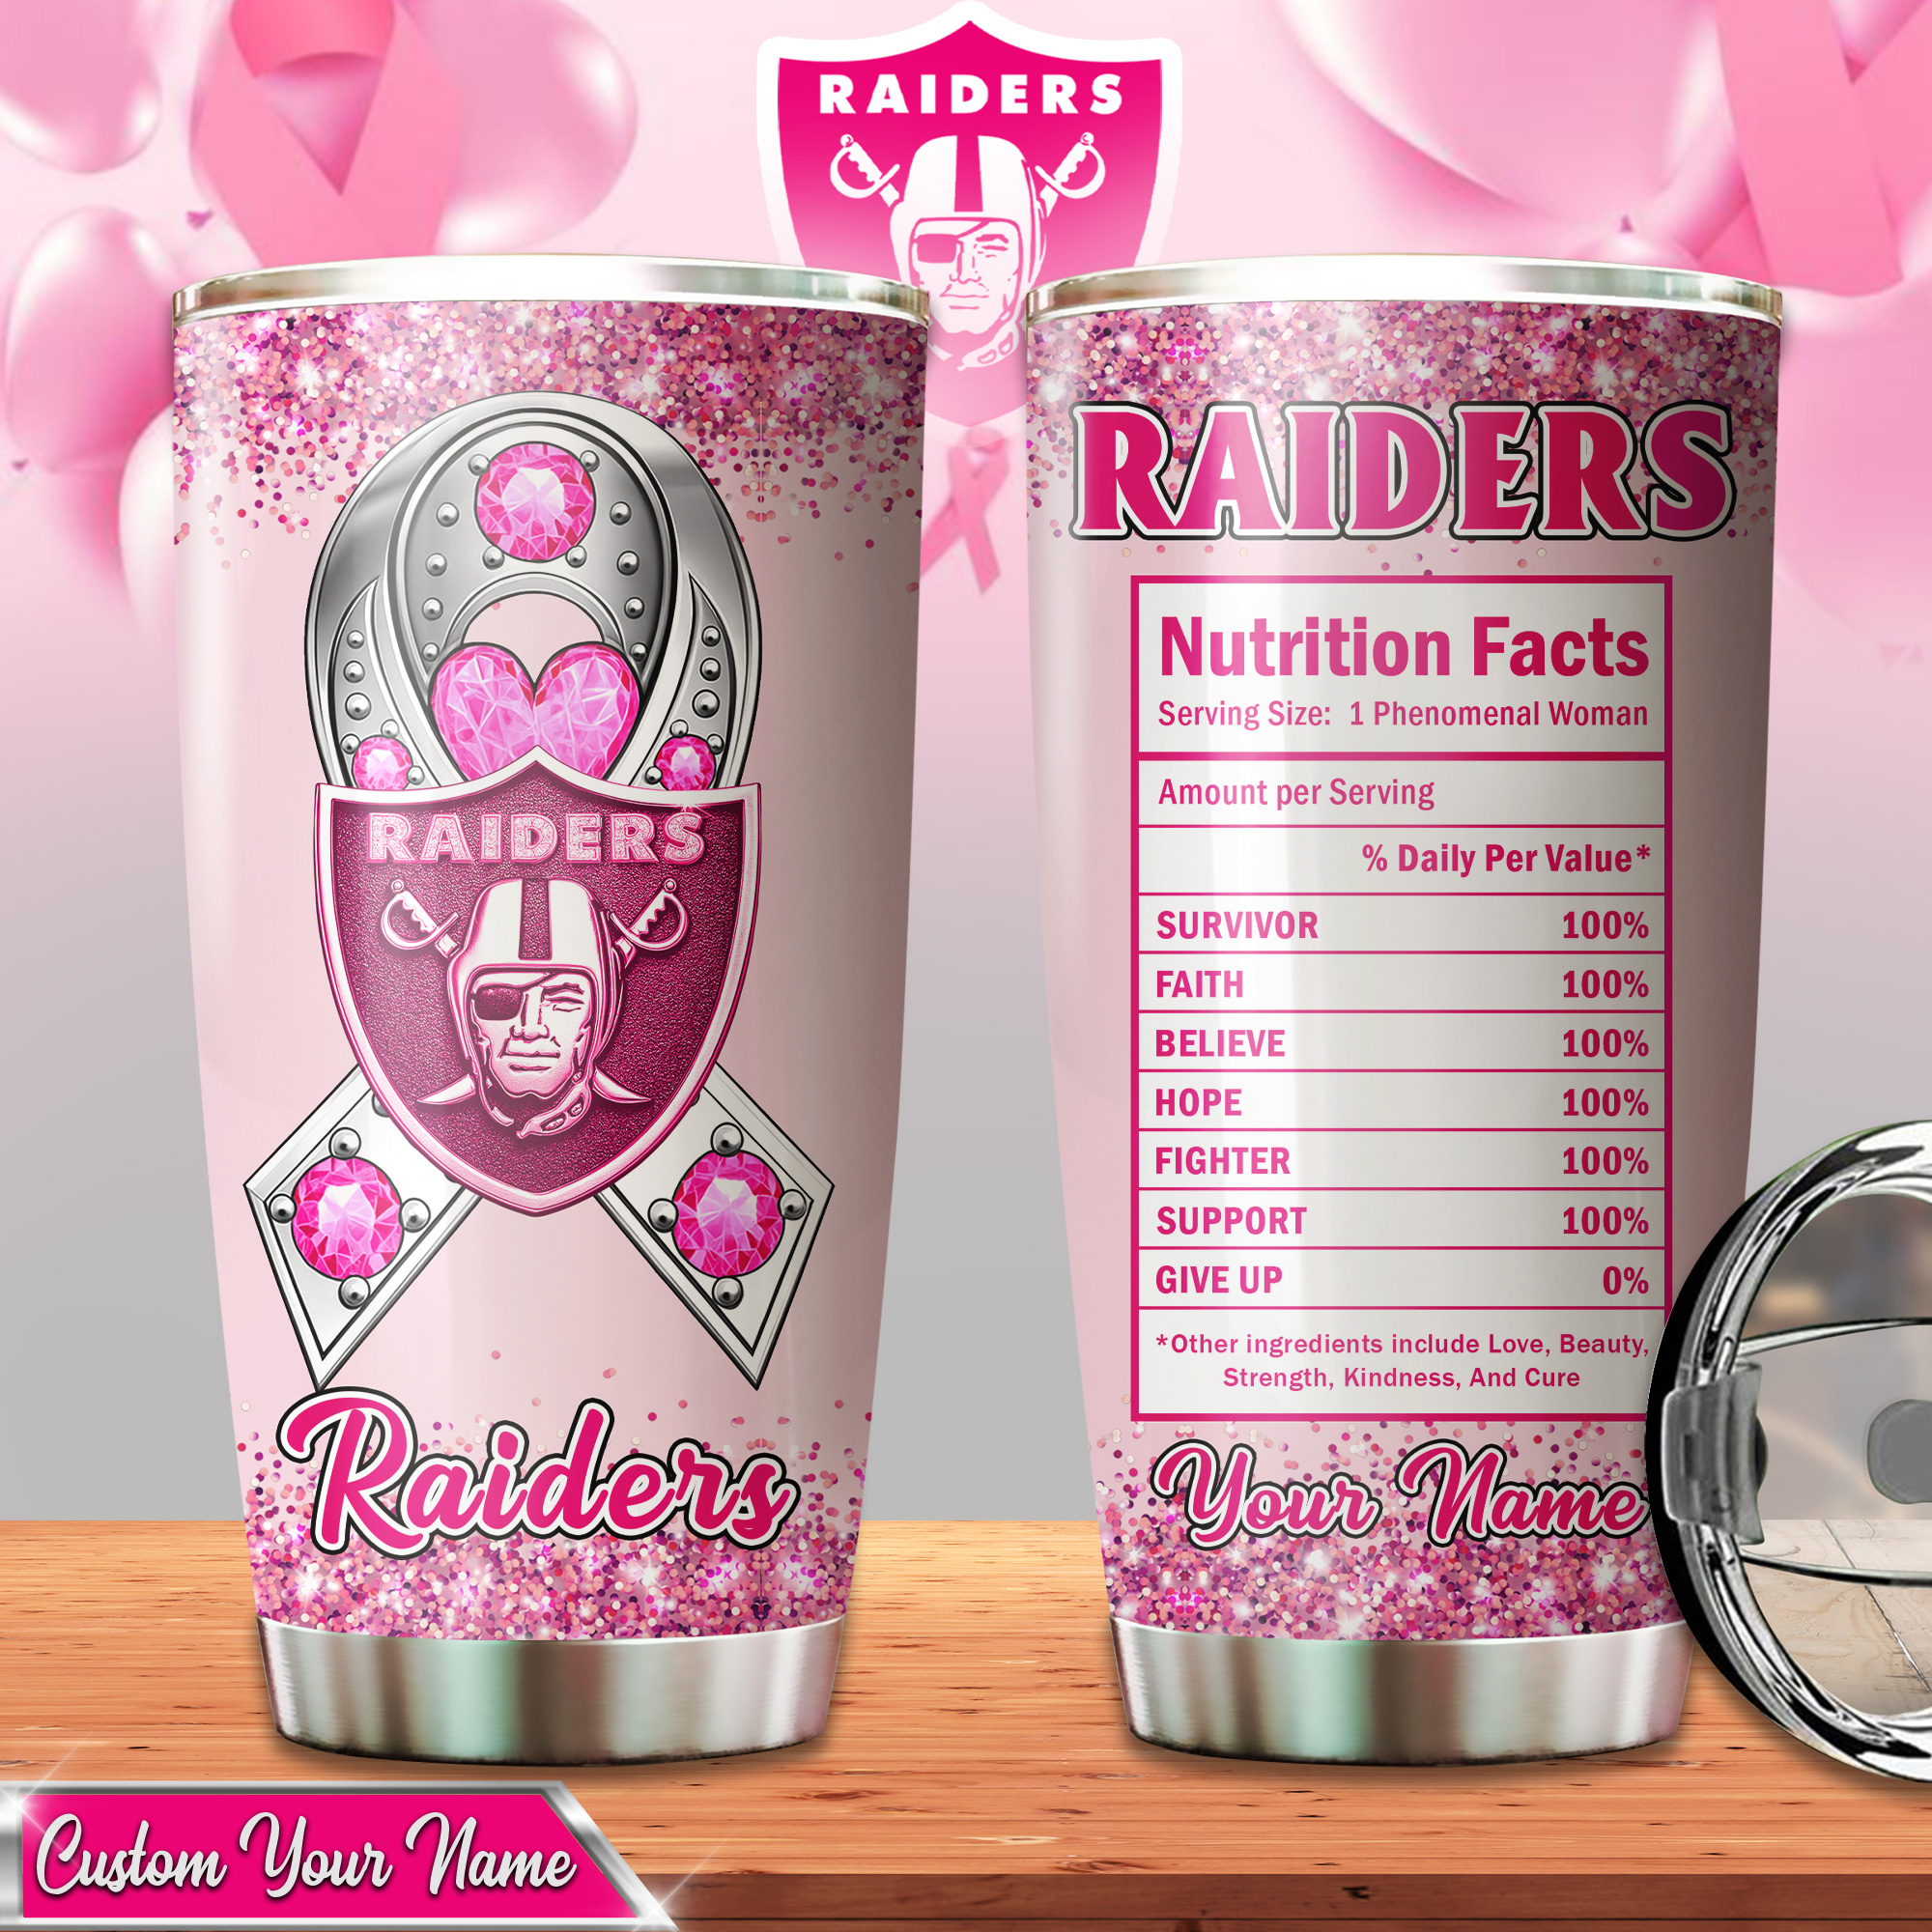 RAIDERS
RAIDERS
Raiders
RAIDERS
Nutrition Facts
Serving Size: 1 Phenomenal Woman
Amount per Serving
% Daily Per Value*
SURVIVOR 100%
FAITH 100%
BELIEVE 100%
HOPE 100%
FIGHTER 100%
SUPPORT 100%
GIVE UP 0%
*Other ingredients include Love, Beauty,
Strength, Kindness, And Cure
Your Name
Custom Your Name